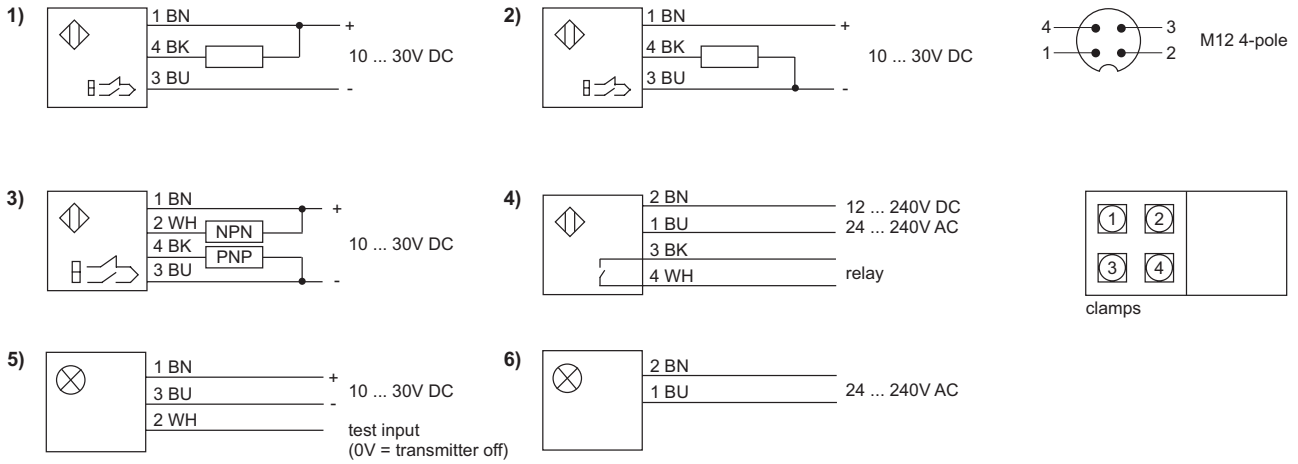 1)
1 BN
+
4 BK
10 ... 30V DC
3 BU
-
2)
1 BN
+
4 BK
10 ... 30V DC
3 BU
-
4
3
1
2
M12 4-pole
3)
1 BN
+
2 WH
NPN
10 ... 30V DC
4 BK
PNP
3 BU
-
4)
2 BN
12 ... 240V DC
1 BU
24 ... 240V AC
3 BK
4 WH
relay
1
2
3
4
clamps
5)
1 BN
+
10 ... 30V DC
3 BU
-
2 WH
test input
(0V = transmitter off)
6)
2 BN
1 BU
24 ... 240V AC